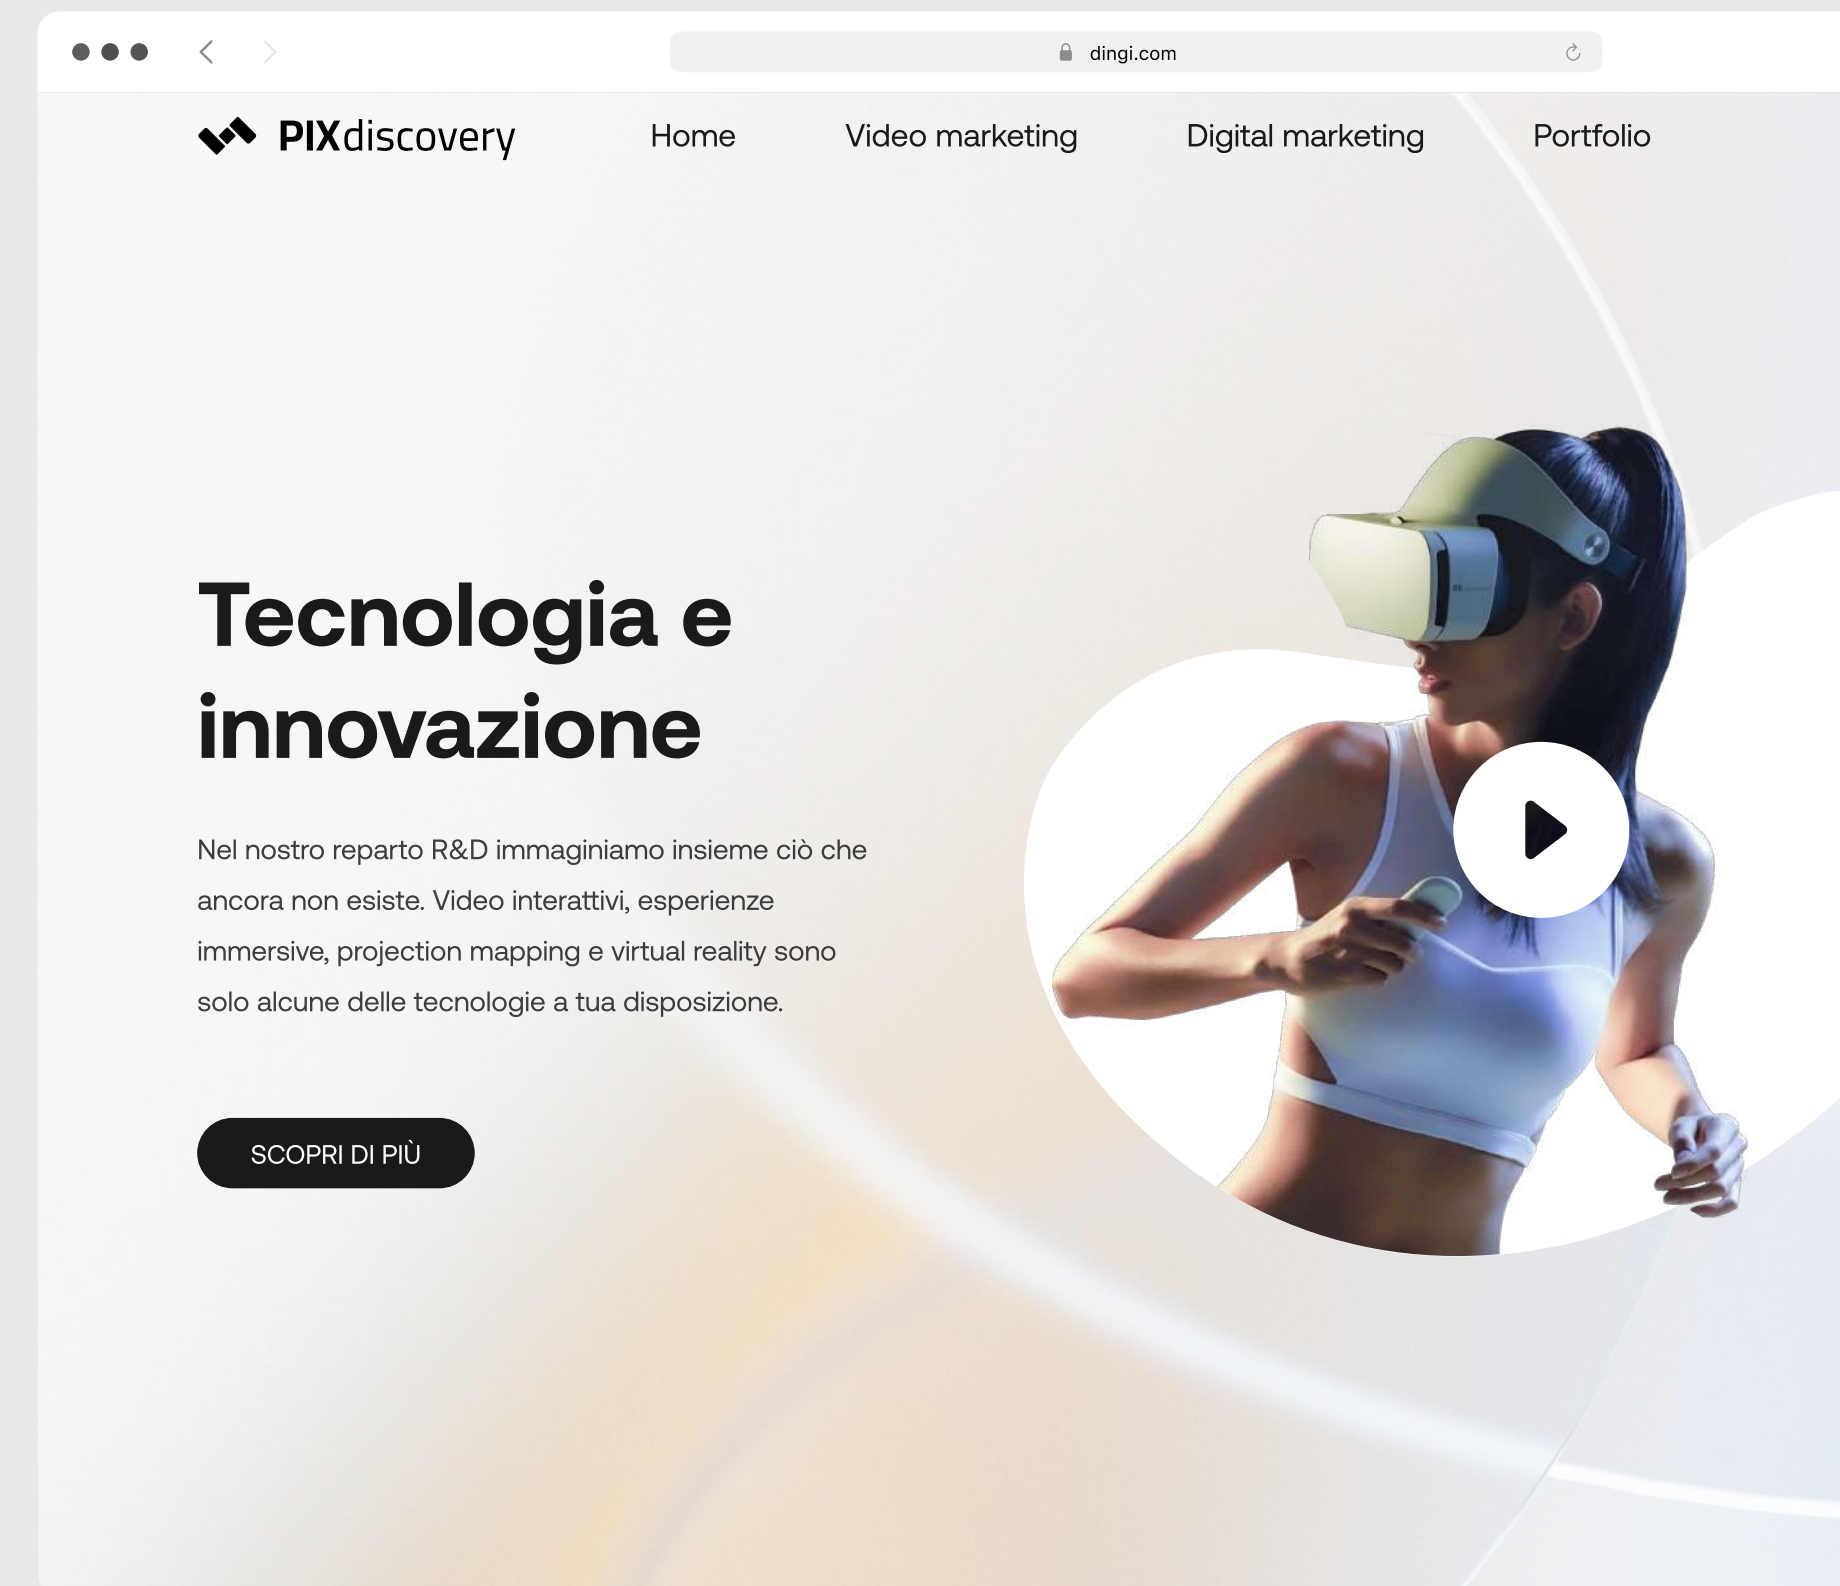 dingi.com
PIXdiscovery
Home
Video marketing
Digital marketing
Portfolio
Tecnologia e
innovazione
Nel nostro reparto R&D immaginiamo insieme ciò che
ancora non esiste. Video interattivi, esperienze
immersive, projection mapping e virtual reality sono
solo alcune delle tecnologie a tua disposizione.
SCOPRI DI PIÙ